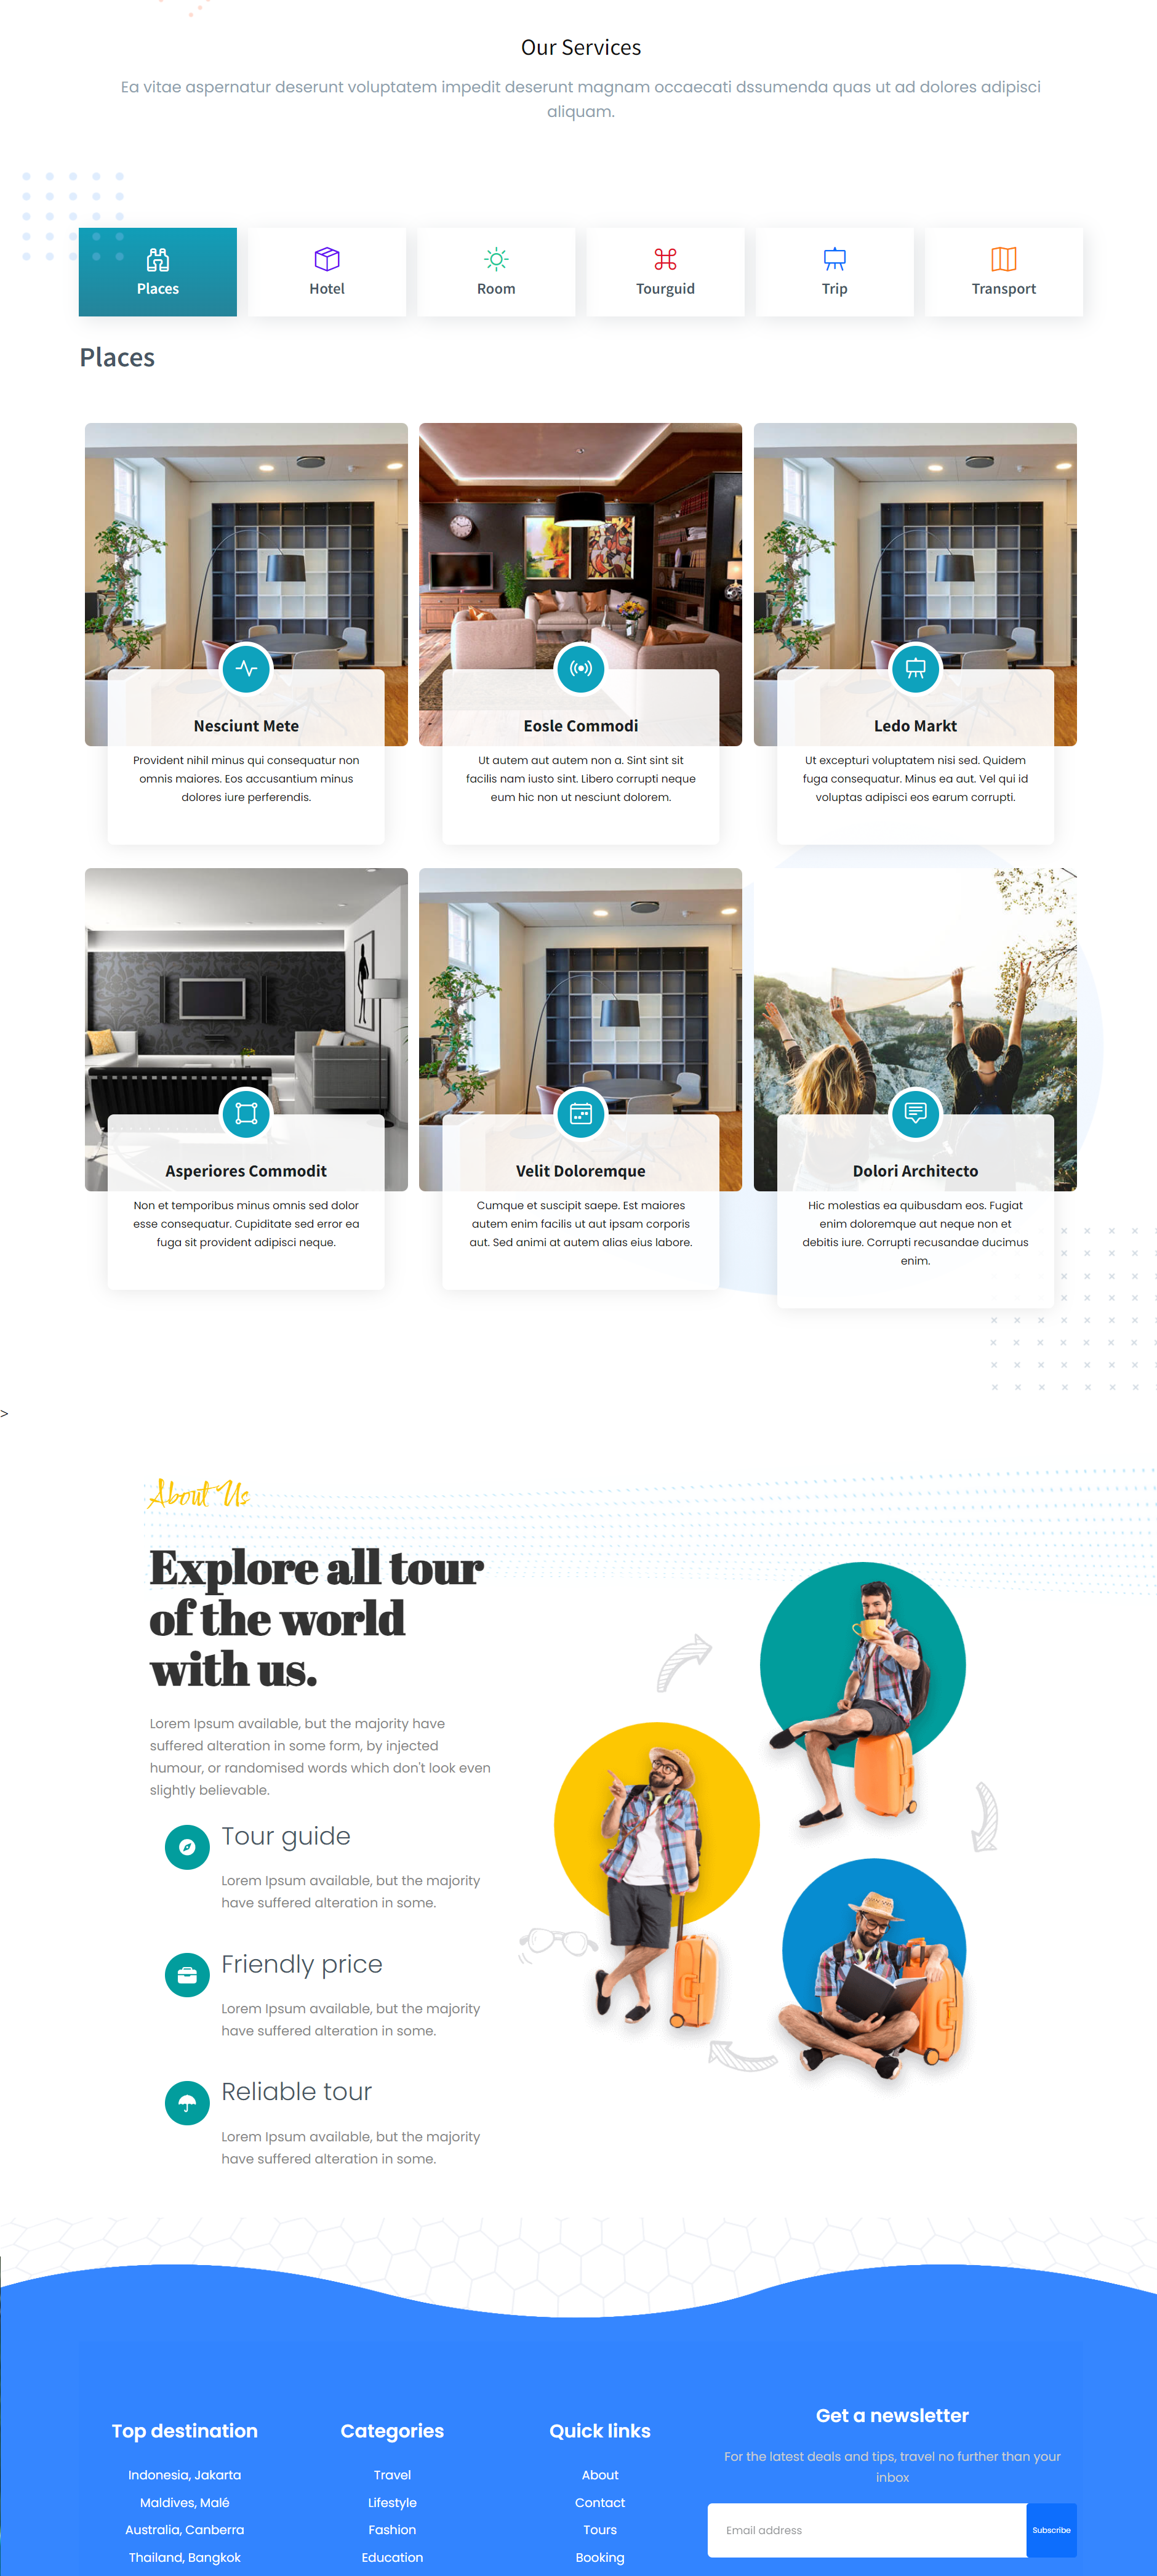 Our Services
Ea vitae aspernatur deserunt voluptatem impedit deserunt magnam occaecati dssumenda quas ut ad dolores adipisci
aliquam.
Places
Hotel
Room
Tourguid
Trip
Transport
Places
Nesciunt Mete
Provident nihil minus qui consequatur non
omnis maiores. Eos accusantium minus
dolores iure perferendis.
Eosle Commodi
Ut autem aut autem non a. Sint sint sit
facilis nam iusto sint. Libero corrupti neque
eum hic non ut nesciunt dolorem.
Ledo Markt
Ut excepturi voluptatem nisi sed. Quidem
fuga consequatur. Minus ea aut. Vel qui id
voluptas adipisci eos earum corrupti.
Asperiores Commodit
Non et temporibus minus omnis sed dolor
esse consequatur. Cupiditate sed error ea
fuga sit provident adipisci neque.
Velit Doloremque
Cumque et suscipit saepe. Est maiores
autem enim facilis ut aut ipsam corporis
aut. Sed animi at autem alias eius labore.
Dolori Architecto
Hic molestias ea quibusdam eos. Fugiat
enim doloremque aut neque non et
debitis iure. Corrupti recusandae ducimus
enim.
>
About Us
Explore all tour
of the world
with us.
Lorem Ipsum available, but the majority have
suffered alteration in some form, by injected
humour, or randomised words which don't look even
slightly believable.
Tour guide
Lorem Ipsum available, but the majority
have suffered alteration in some.
Friendly price
Lorem Ipsum available, but the majority
have suffered alteration in some.
Reliable tour
Lorem Ipsum available, but the majority
have suffered alteration in some.
Top destination
Indonesia, Jakarta
Maldives, Malé
Australia, Canberra
Thailand, Bangkok
Categories
Travel
Lifestyle
Fashion
Education
Quick links
About
Contact
Tours
Booking
Get a newsletter
For the latest deals and tips, travel no further than your
inbox
Email address
Subscribe